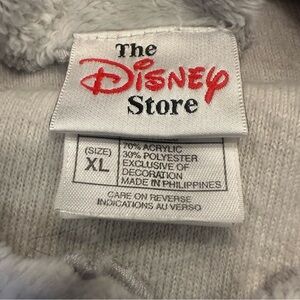 The
Disney
Store
(SIZE)
XL
70% ACRYLIC
30% POLYESTER
EXCLUSIVE OF
DECORATION
MADE IN PHILIPPINES
CARE ON REVERSE
INDICATIONS AU VERSO